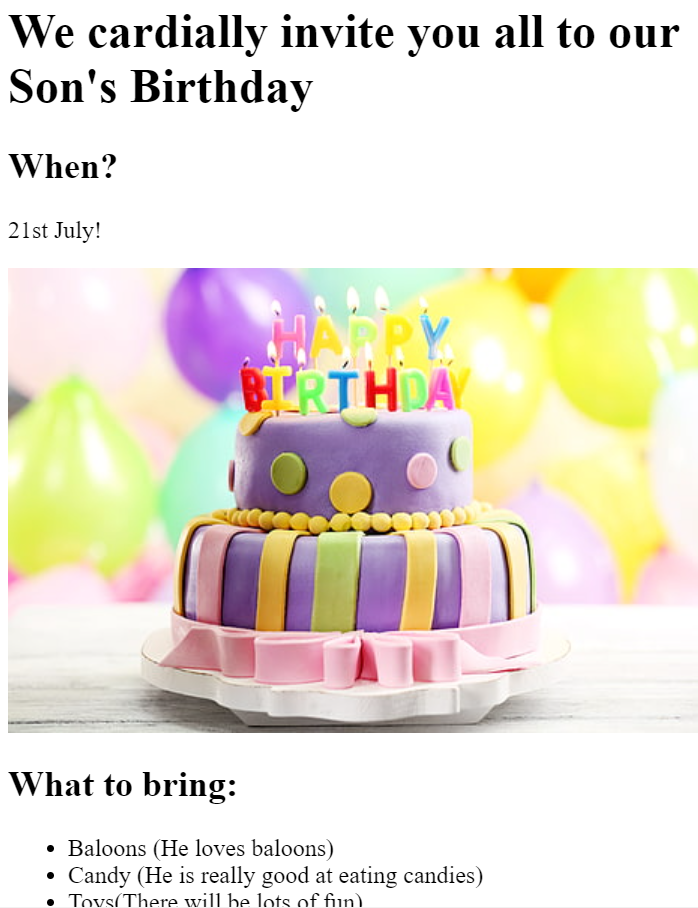 We cardially invite you all to our
Son's Birthday
When?
21st July!
HAPPY
BIRTHDAY
What to bring:
Baloons (He loves baloons)
Candy (He is really good at eating candies)
Toys(There will be lots of fun)